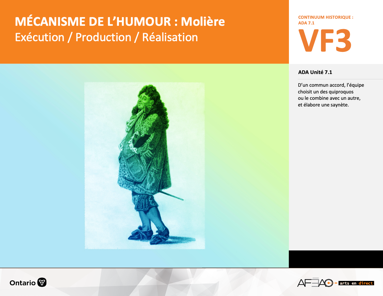 MÉCANISME DE L’HUMOUR : Molière
Exécution / Production / Réalisation
CONTINUUM HISTORIQUE :
ADA 7.1
VF3
ADA Unité 7.1
D’un commun accord, l’équipe
choisit un des quiproques
ou le combine avec un autre,
et élabore une saynète.
Ontario
AFÉAO
arts en direct